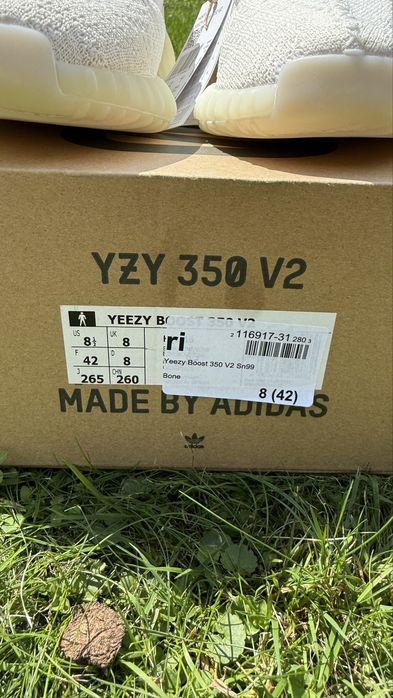 YZY 350 V2
YEEZY BOOST 350 V2
US 8½ UK 8
F 42 D 8
J 265 CHN 260
ri
2 116917-31 280 3
Yeezy Boost 350 V2 Sn99
Bone
8 (42)
MADE BY ADIDAS
adidas